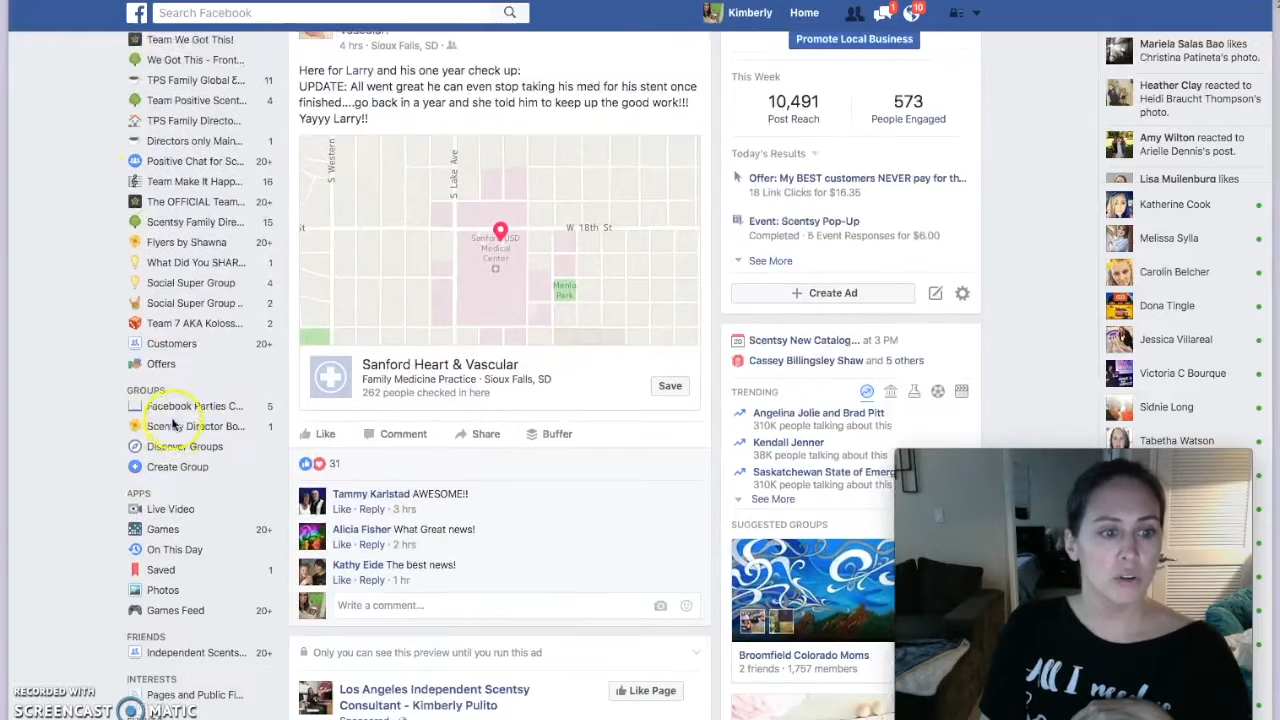 Search Facebook
Kimberly
Home
1
10
Team We Got This!
We Got This - Front...
TPS Family Global &... 11
Team Positive Scent... 4
TPS Family Directo...
Directors only Main...
Positive Chat for Sc... 20+
Team Make It Happ... 16
The OFFICIAL Team...
Scentsy Family Dire... 15
Flyers by Shawna 20+
What Did You SHAR... 1
Social Super Group 4
Social Super Group .. 2
Team 7 AKA Koloss... 2
Customers 20+
Offers
GROUPS
Facebook Parties C... 5
Scentsy Director Bo... 1
Discover Groups
Create Group
APPS
Live Video
Games 20+
On This Day
Saved 1
Photos
Games Feed 20+
FRIENDS
Independent Scents... 20+
INTERESTS
Pages and Public Fi...
RECORDED WITH
SCREENCAST MATIC
4 hrs · Sioux Falls, SD ·
Here for Larry and his one year check up:
UPDATE: All went great he can even stop taking his med for his stent once
finished....go back in a year and she told him to keep up the good work!!!
Yayyy Larry!!
S Western
S Lake Ave
W 18th St
Sanford USD
Medical
Center
Menlo
Park
st
Sanford Heart & Vascular
Family Medicine Practice · Sioux Falls, SD
262 people checked in here
Save
Like
Comment
Share
Buffer
31
Tammy Karlstad AWESOME!!
Like · Reply · 3 hrs
Alicia Fisher What Great news!
Like · Reply · 2 hrs
Kathy Eide The best news!
Like · Reply · 1 hr
Write a comment...
Only you can see this preview until you run this ad
Los Angeles Independent Scentsy
Consultant - Kimberly Pulito
Like Page
Promote Local Business
This Week
10,491
Post Reach
573
People Engaged
Today's Results
Offer: My BEST customers NEVER pay for th...
18 Link Clicks for $16.35
Event: Scentsy Pop-Up
Completed · 5 Event Responses for $6.00
See More
Create Ad
Scentsy New Catalog... at 3 PM
Cassey Billingsley Shaw and 5 others
TRENDING
Angelina Jolie and Brad Pitt
310K people talking about this
Kendall Jenner
38K people talking about this
Saskatchewan State of Emerg
310K people talking about this
See More
SUGGESTED GROUPS
Broomfield Colorado Moms
2 friends · 1,757 members
Mariela Salas Bao likes
Christina Patineta's photo.
Heather Clay reacted to
Heidi Braucht Thompson's
photo.
Amy Wilton reacted to
Arielle Dennis's post.
Lisa Muilenburg likes
Katherine Cook
Melissa Sylla
Carolin Belcher
Dona Tingle
Jessica Villarreal
Victoria C Bourque
Sidnie Long
Tabetha Watson
All I need